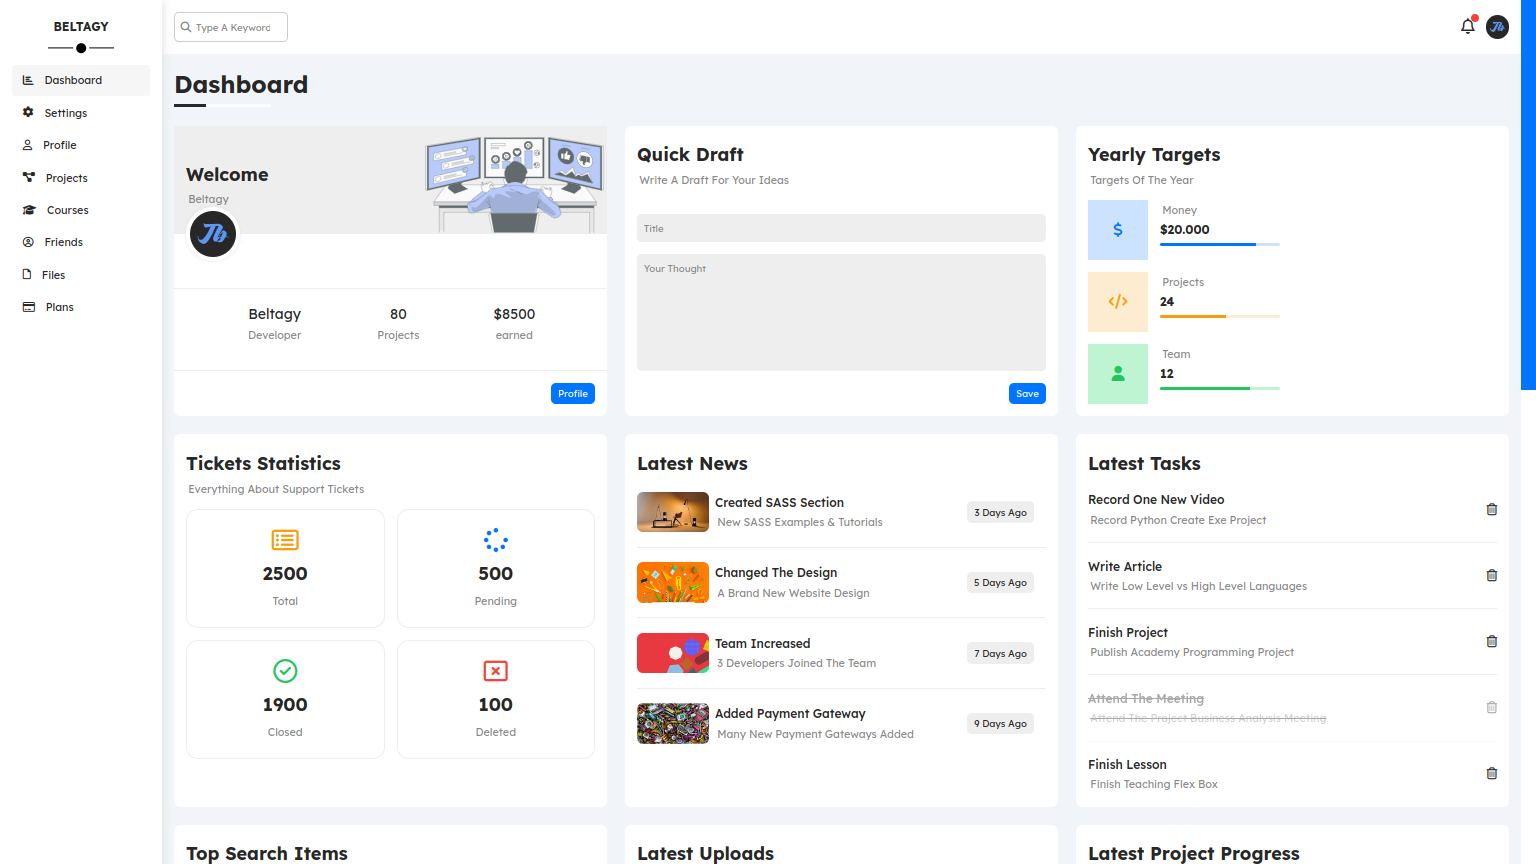 BELTAGY
Dashboard
Settings
Profile
Projects
Courses
Friends
Files
Plans
Type A Keyword
Dashboard
Welcome
Beltagy
Beltagy
Developer
80
Projects
$8500
earned
Profile
Quick Draft
Write A Draft For Your Ideas
Title
Your Thought
Save
Yearly Targets
Targets Of The Year
Money
$20.000
Projects
24
Team
12
Tickets Statistics
Everything About Support Tickets
2500
Total
500
Pending
1900
Closed
100
Deleted
Latest News
Created SASS Section
New SASS Examples & Tutorials
3 Days Ago
Changed The Design
A Brand New Website Design
5 Days Ago
Team Increased
3 Developers Joined The Team
7 Days Ago
Added Payment Gateway
Many New Payment Gateways Added
9 Days Ago
Latest Tasks
Record One New Video
Record Python Create Exe Project
Write Article
Write Low Level vs High Level Languages
Finish Project
Publish Academy Programming Project
Attend The Meeting
Attend The Project Business Analysis Meeting
Finish Lesson
Finish Teaching Flex Box
Top Search Items
Latest Uploads
Latest Project Progress